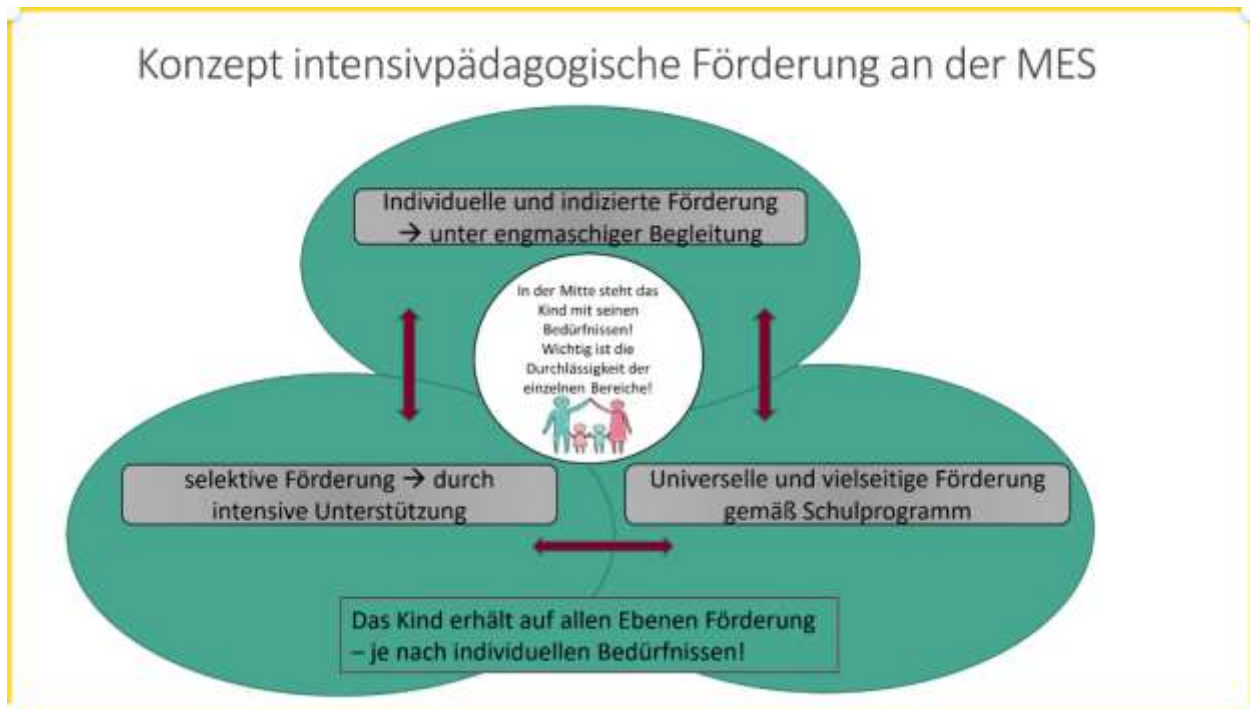 Konzept intensivpädagogische Förderung an der MES
Individuelle und indizierte Förderung
→ unter engmaschiger Begleitung
In der Mitte steht das
Kind mit seinen
Bedürfnissen!
Wichtig ist die
Durchlässigkeit der
einzelnen Bereiche!
selektive Förderung → durch
intensive Unterstützung
Universelle und vielseitige Förderung
gemäß Schulprogramm
Das Kind erhält auf allen Ebenen Förderung
– je nach individuellen Bedürfnissen!